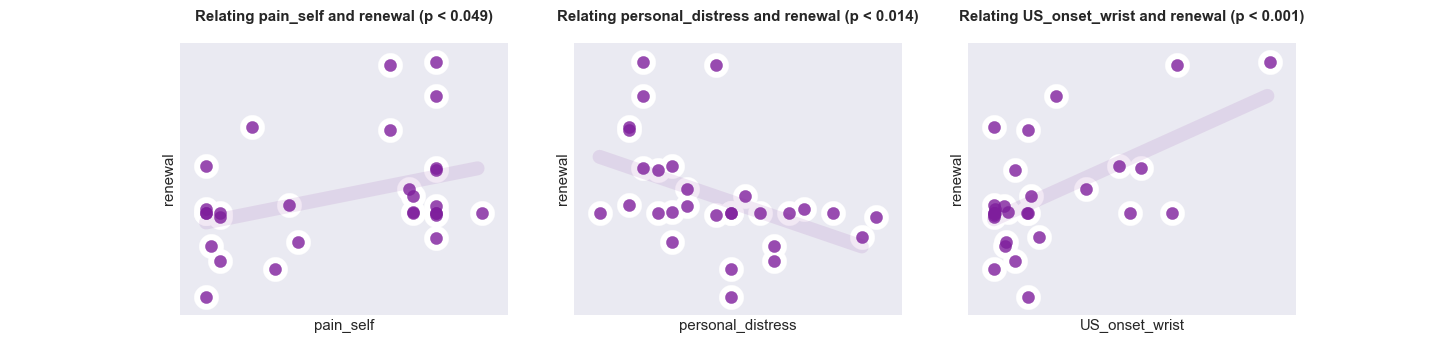 Relating pain_self and renewal (p < 0.049)
renewal
pain_self
Relating personal_distress and renewal (p < 0.014)
renewal
personal_distress
Relating US_onset_wrist and renewal (p < 0.001)
renewal
US_onset_wrist